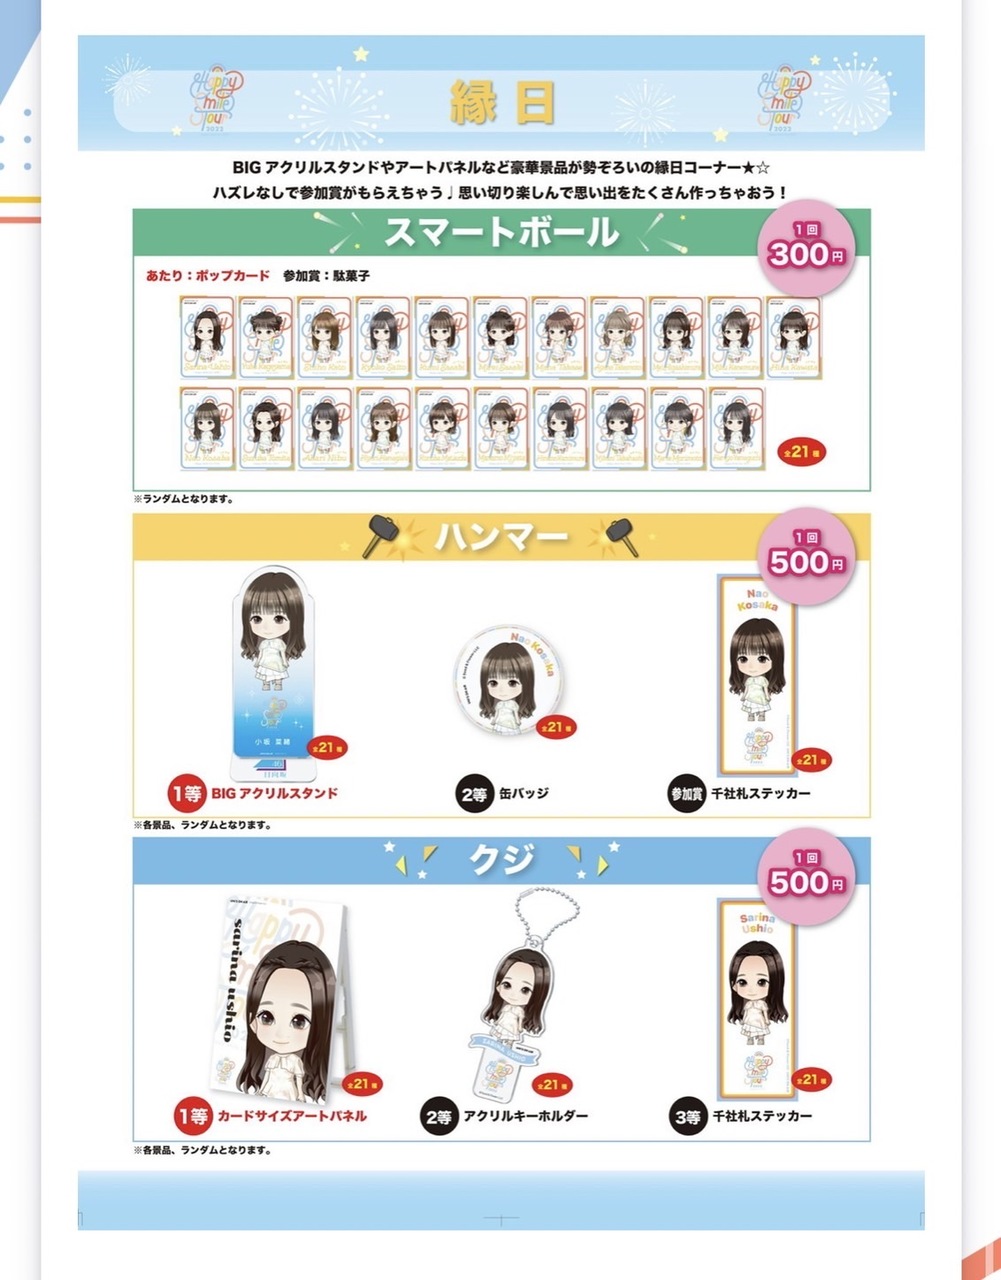 Happy
Smile
Tour
2022
縁日
Happy
Smile
Tour
2022
BIGアクリルスタンドやアートパネルなど豪華景品が勢ぞろいの縁日コーナー★☆
ハズレなしで参加賞がもらえちゃう♩思い切り楽しんで思い出をたくさん作っちゃおう！
スマートボール
1回
300円
あたり：ポップカード 参加賞：駄菓子
全21種
※ランダムとなります。
ハンマー
1回
500円
小坂 菜緒
日向坂
全21種
Nao Kosaka
全21種
Nao
Kosaka
全21種
1等 BIGアクリルスタンド
2等 缶バッジ
参加賞 千社札ステッカー
※各景品、ランダムとなります。
クジ
1回
500円
sarina ushio
全21種
SARINA USHIO
全21種
Sarina
Ushio
全21種
1等 カードサイズアートパネル
2等 アクリルキーホルダー
3等 千社札ステッカー
※各景品、ランダムとなります。